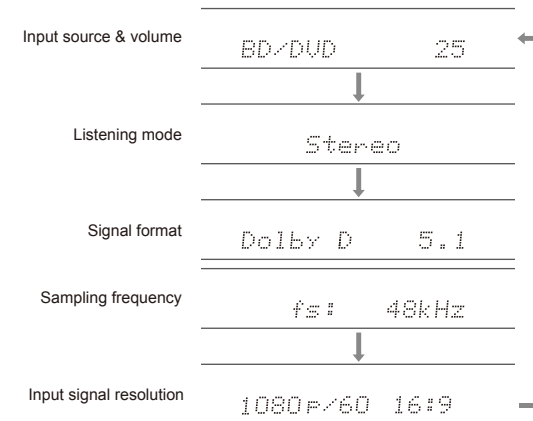 Input source & volume
BD/DVD 25
Listening mode
Stereo
Signal format
Dolby D 5.1
Sampling frequency
fs: 48kHz
Input signal resolution
1080p/60 16:9